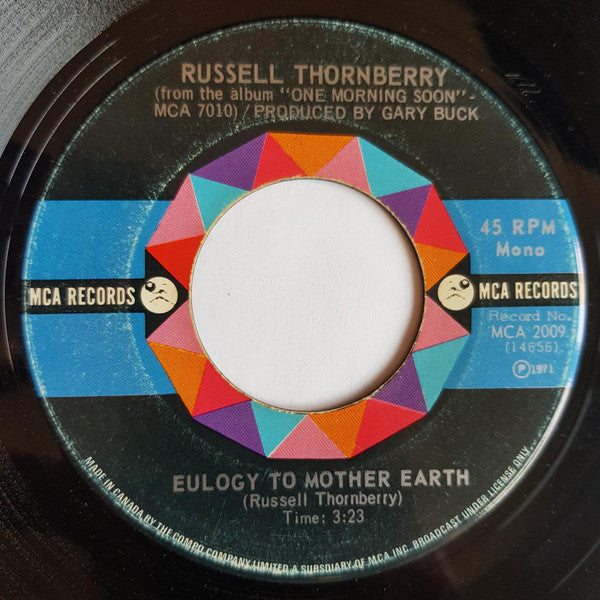 RUSSELL THORNBERRY
(from the album "ONE MORNING SOON"-
MCA 7010)/PRODUCED BY GARY BUCK
45 RPM
Mono
MCA RECORDS
MCA RECORDS
Record No.
MCA 2009
(14656)
Ⓟ1971
EULOGY TO MOTHER EARTH
(Russell Thornberry)
Time: 3:23
MADE IN CANADA BY THE COMPO COMPANY LIMITED A SUBSDIARY OF MCA INC. BROADCAST UNDER LICENSE ONLY...